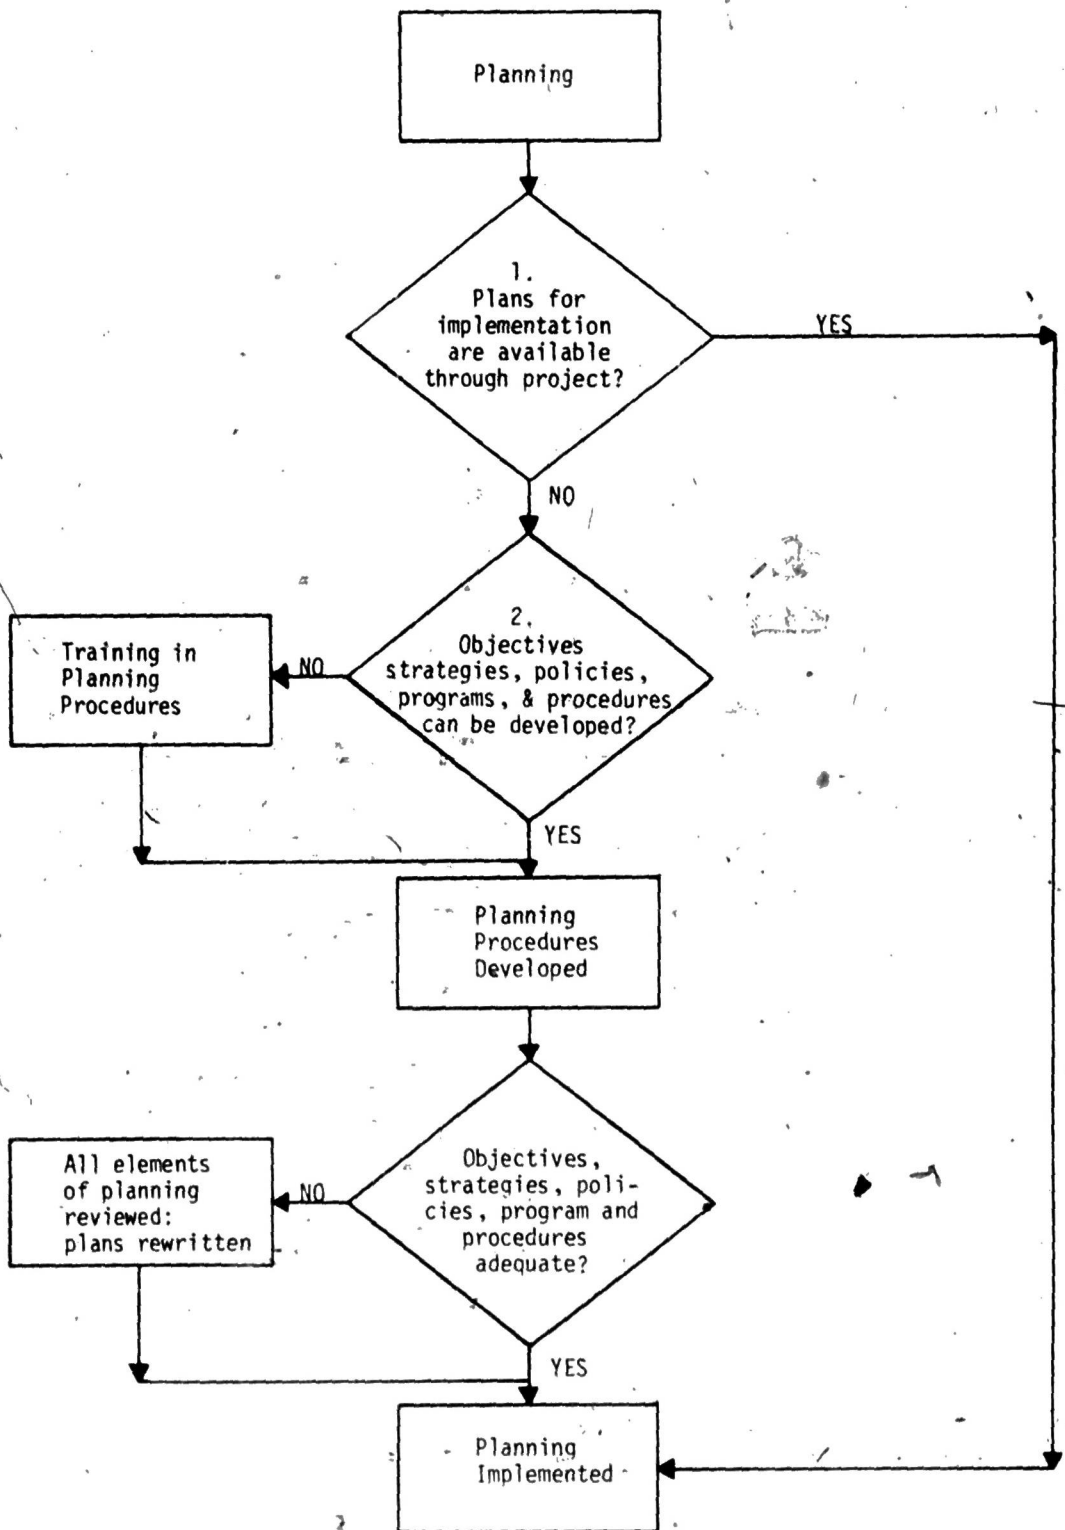 Planning
1.
Plans for
implementation
are available
through project?
YES
NO
2.
Objectives
strategies, policies,
programs, & procedures
can be developed?
NO
Training in
Planning
Procedures
YES
Planning
Procedures
Developed
Objectives,
strategies, poli-
cies, program and
procedures
adequate?
NO
All elements
of planning
reviewed:
plans rewritten
YES
Planning
Implemented